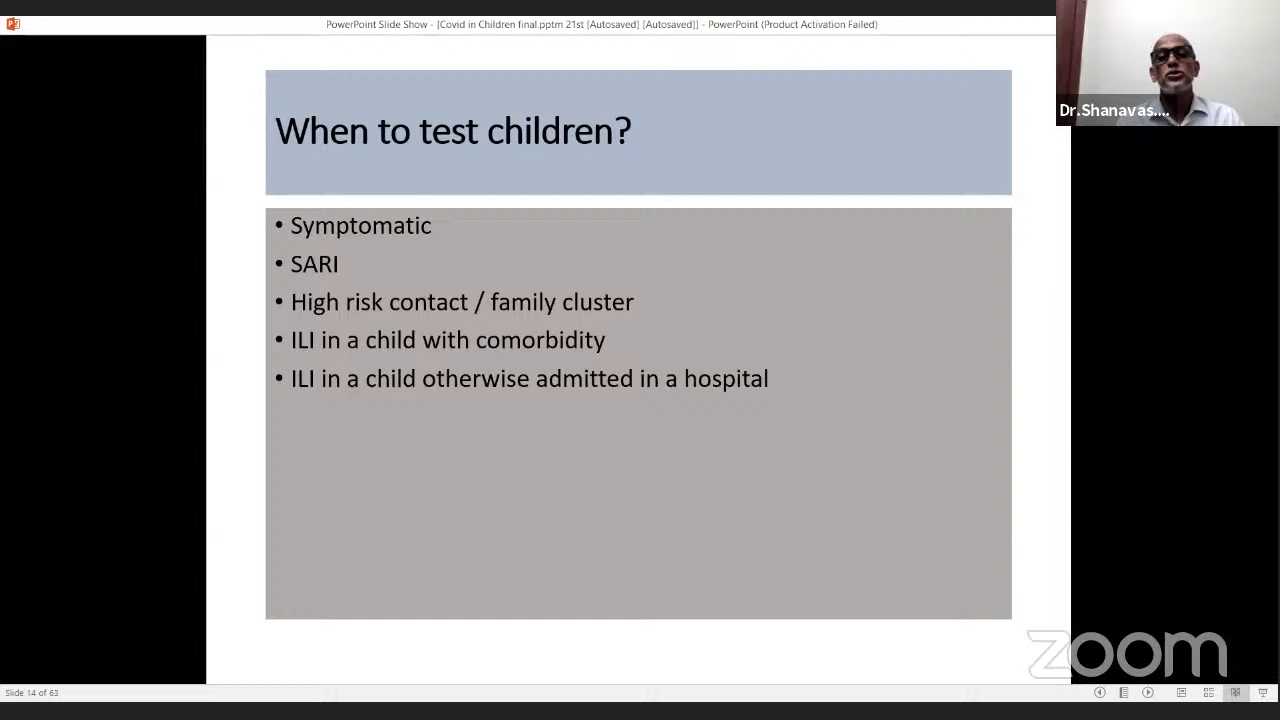 PowerPoint Slide Show - [Covid in Children final.pptm 21st [Autosaved] [Autosaved]] - PowerPoint (Product Activation Failed)
Dr.Shanavas....
When to test children?
• Symptomatic
• SARI
• High risk contact / family cluster
• ILI in a child with comorbidity
• ILI in a child otherwise admitted in a hospital
zoom
Slide 14 of 63